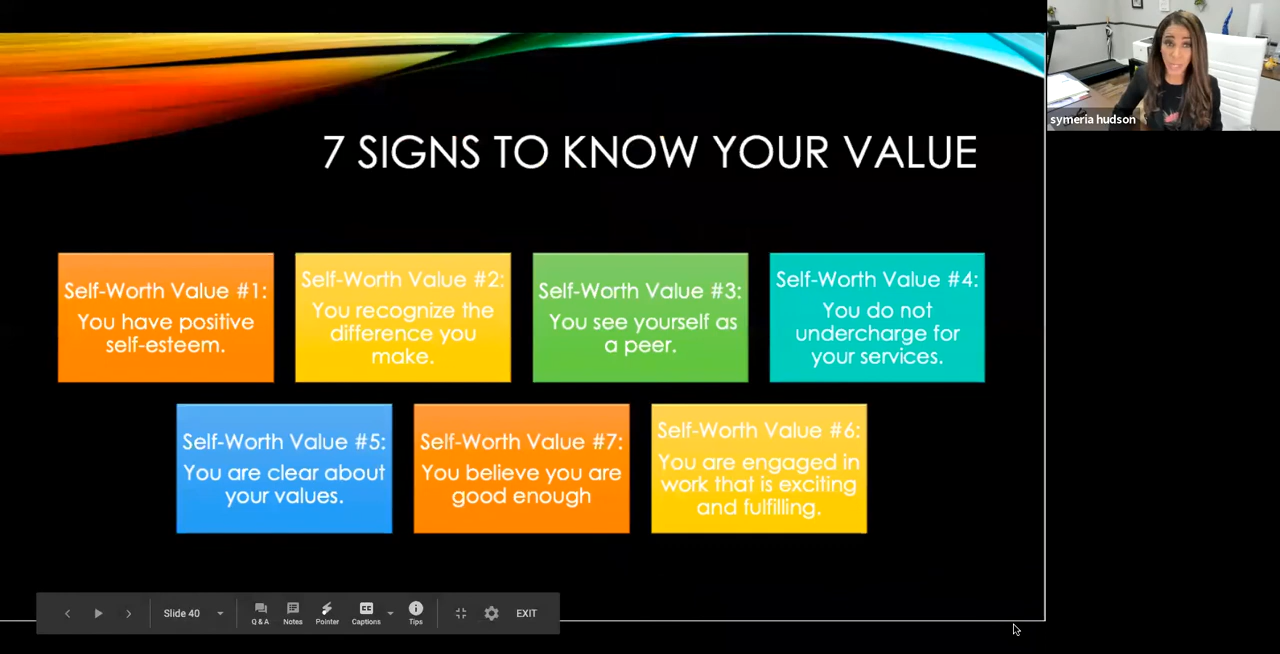 symeria hudson
7 SIGNS TO KNOW YOUR VALUE
Self-Worth Value #1:
You have positive
self-esteem.
Self-Worth Value #2:
You recognize the
difference you
make.
Self-Worth Value #3:
You see yourself as
a peer.
Self-Worth Value #4:
You do not
undercharge for
your services.
Self-Worth Value #5:
You are clear about
your values.
Self-Worth Value #7:
You believe you are
good enough
Self-Worth Value #6:
You are engaged in
work that is exciting
and fulfilling.
Slide 40
Q & A
Notes
Pointer
CC
Captions
Tips
EXIT